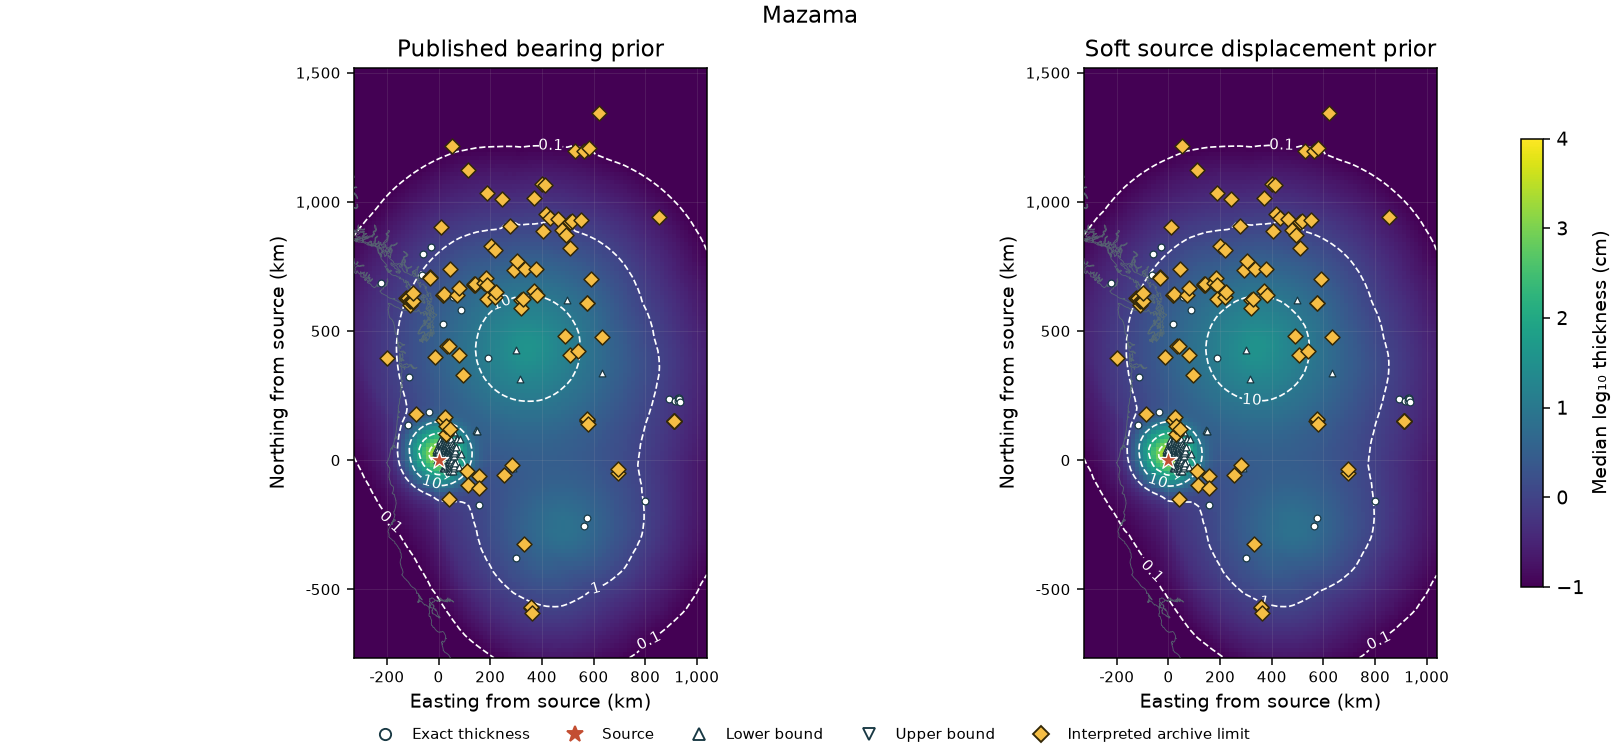 Mazama
Published bearing prior
Soft source displacement prior
1,500
1,000
500
0
-500
Northing from source (km)
-200 0 200 400 600 800 1,000
Easting from source (km)
0.1
10
10
0.1
1
0.1
1,500
1,000
500
0
-500
Northing from source (km)
-200 0 200 400 600 800 1,000
Easting from source (km)
0.1
10
10
0.1
1
0.1
4
3
2
1
0
−1
Median log₁₀ thickness (cm)
Exact thickness
Source
Lower bound
Upper bound
Interpreted archive limit